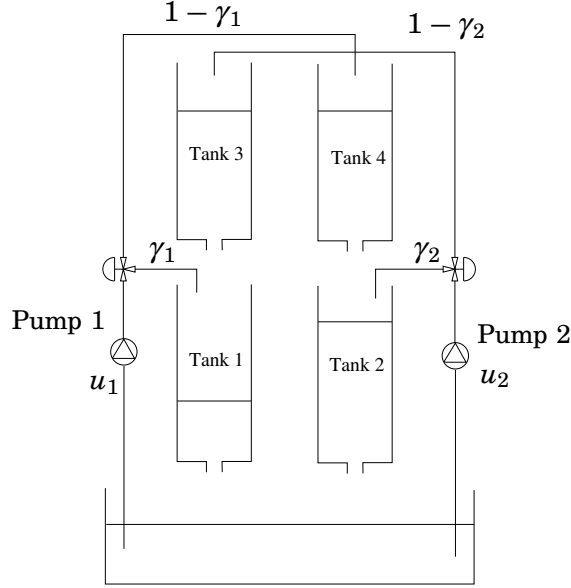 1 − γ₁
1 − γ₂
Tank 3
Tank 4
γ₁
γ₂
Pump 1
Pump 2
Tank 1
Tank 2
u₁
u₂